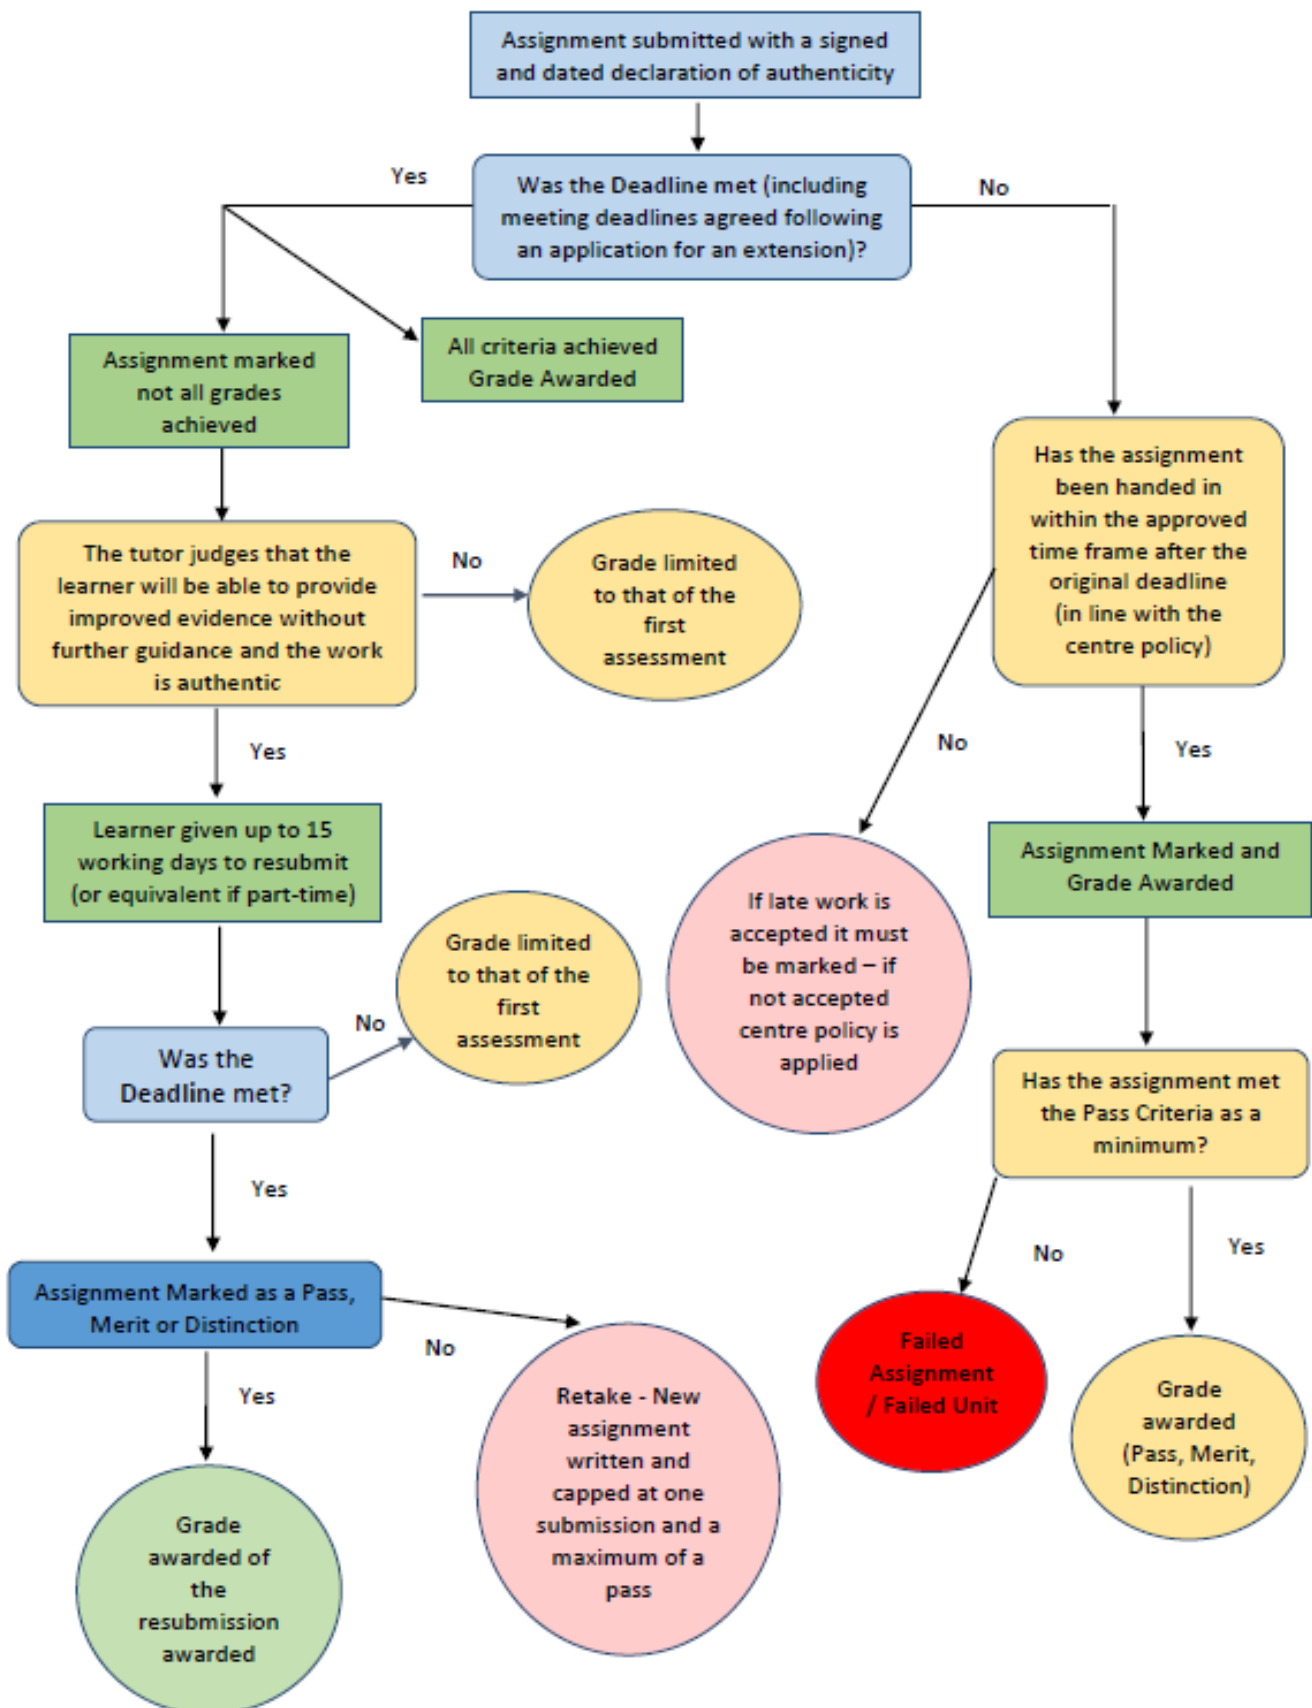 Assignment submitted with a signed
and dated declaration of authenticity
Yes
Was the Deadline met (including
meeting deadlines agreed following
an application for an extension)?
No
Assignment marked
not all grades
achieved
All criteria achieved
Grade Awarded
Has the assignment
been handed in
within the approved
time frame after the
original deadline
(in line with the
centre policy)
The tutor judges that the
learner will be able to provide
improved evidence without
further guidance and the work
is authentic
No
Grade limited
to that of the
first
assessment
Yes
No
Yes
Learner given up to 15
working days to resubmit
(or equivalent if part-time)
Assignment Marked and
Grade Awarded
If late work is
accepted it must
be marked – if
not accepted
centre policy is
applied
Grade limited
to that of the
first
assessment
No
Was the
Deadline met?
Has the assignment met
the Pass Criteria as a
minimum?
Yes
No
Yes
Assignment Marked as a Pass,
Merit or Distinction
No
Yes
Failed
Assignment
/ Failed Unit
Grade
awarded
(Pass, Merit,
Distinction)
Retake - New
assignment
written and
capped at one
submission and a
maximum of a
pass
Grade
awarded of
the
resubmission
awarded